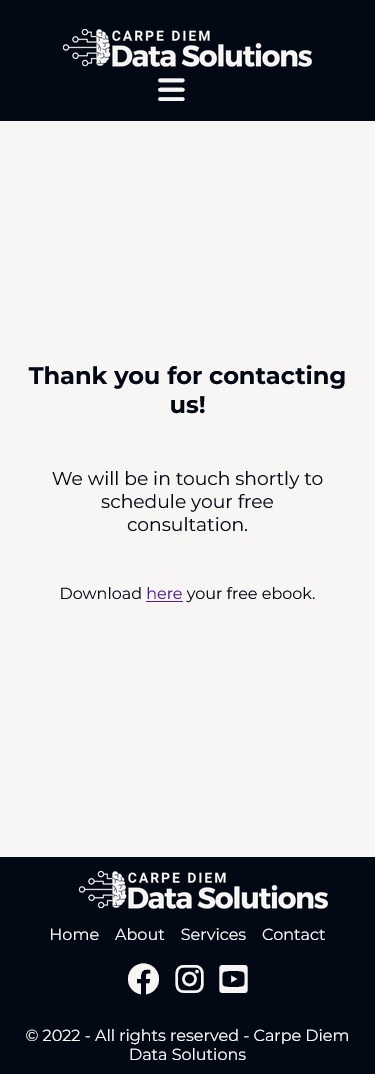 CARPE DIEM
Data Solutions
Thank you for contacting
us!
We will be in touch shortly to
schedule your free
consultation.
Download here your free ebook.
CARPE DIEM
Data Solutions
Home About Services Contact
© 2022 - All rights reserved - Carpe Diem
Data Solutions